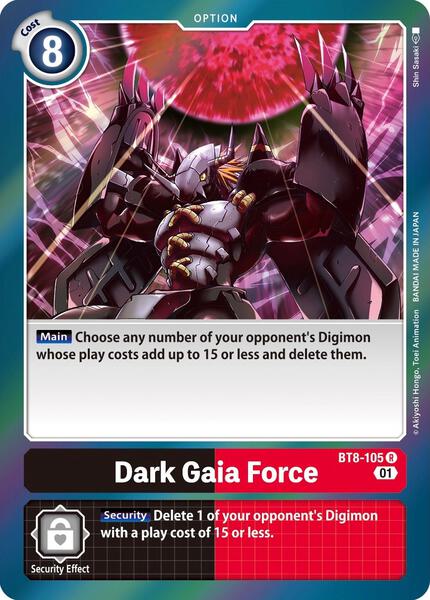 OPTION
Cost
8
Shin Sasaki
© Akiyoshi Hongo, Toei Animation BANDAI MADE IN JAPAN
Main Choose any number of your opponent's Digimon
whose play costs add up to 15 or less and delete them.
Dark Gaia Force
BT8-105 R
01
Security Delete 1 of your opponent's Digimon
with a play cost of 15 or less.
Security Effect